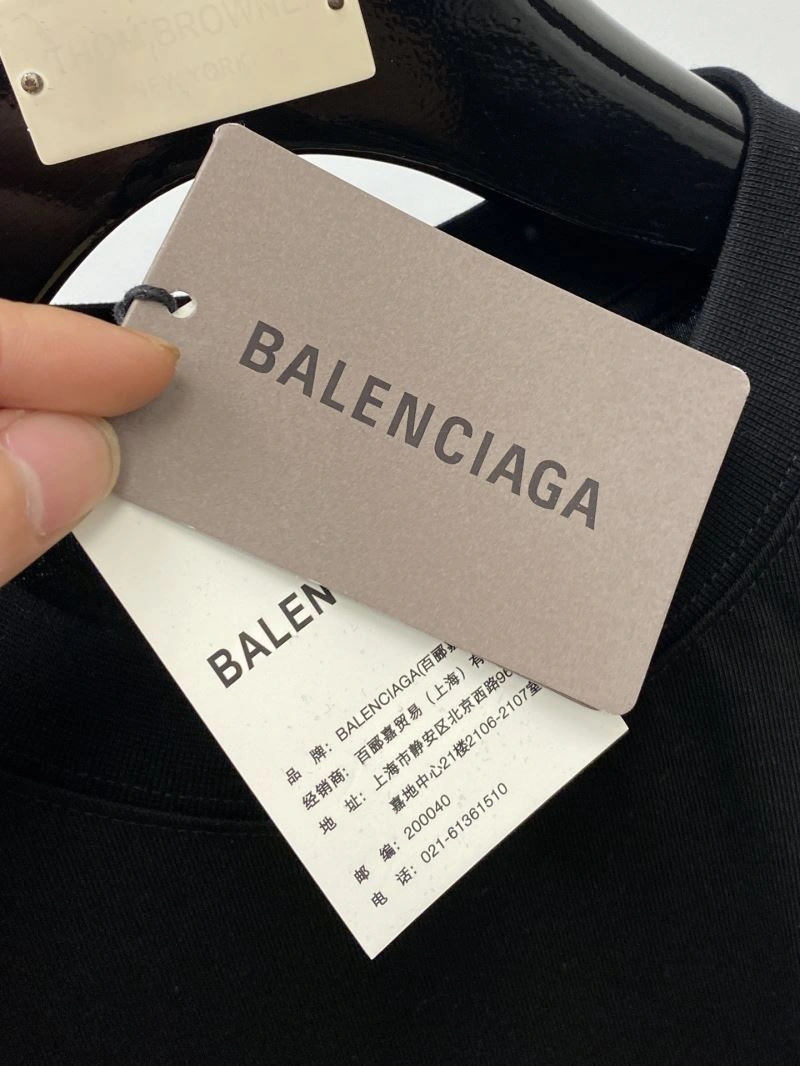 THOM BROWNE.
NEW YORK
BALENCIAGA
BALEN
品 牌: BALENCIAGA(百郦
经销商: 百郦嘉贸易（上海）有
地 址: 上海市静安区北京西路96
嘉地中心21楼2106-2107室
邮 编: 200040
电 话: 021-61361510